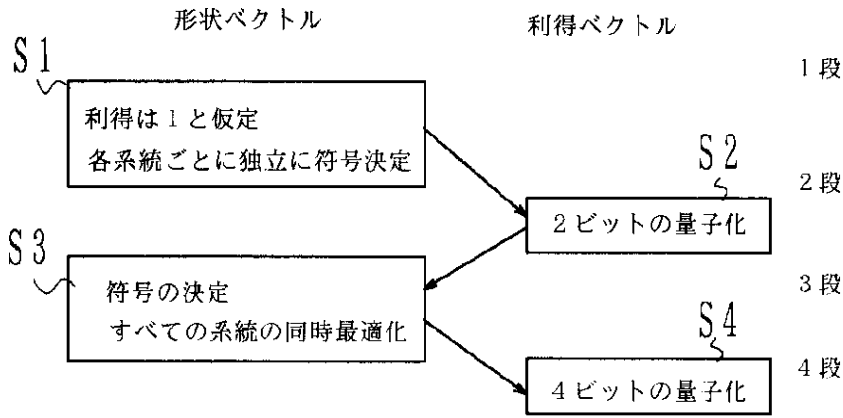 形状ベクトル
利得ベクトル
S1
1段
利得は1と仮定
各系統ごとに独立に符号決定
S2
2段
2ビットの量子化
S3
3段
符号の決定
すべての系統の同時最適化
S4
4段
4ビットの量子化